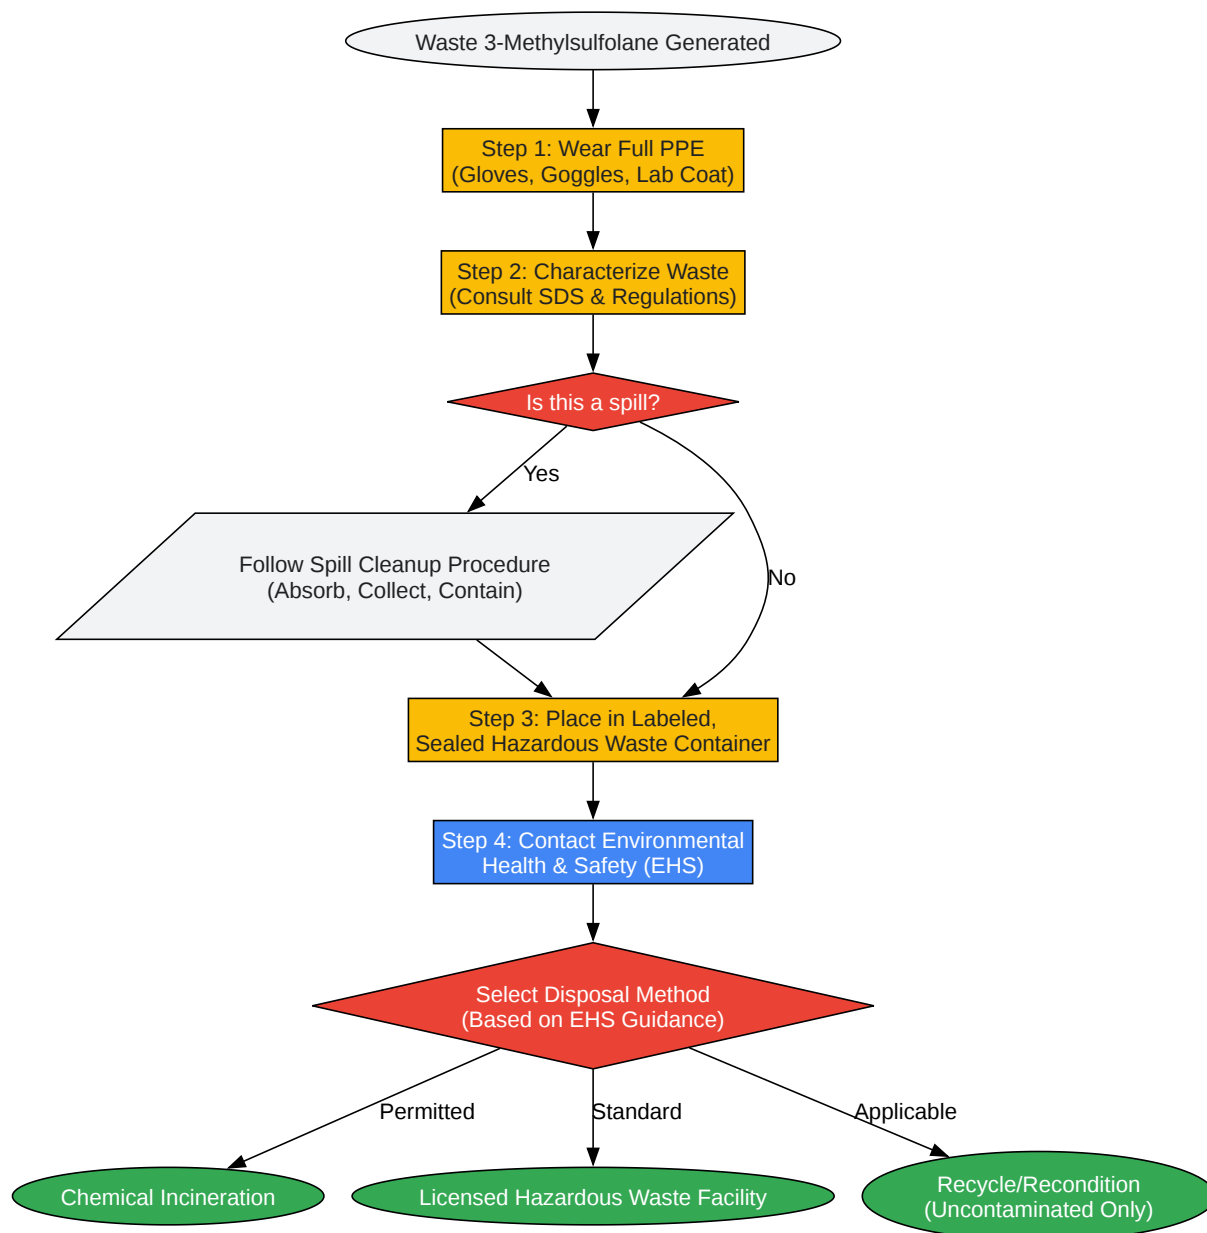 Waste 3-Methylsulfolane Generated
Step 1: Wear Full PPE
(Gloves, Goggles, Lab Coat)
Step 2: Characterize Waste
(Consult SDS & Regulations)
Is this a spill?
Yes
Follow Spill Cleanup Procedure
(Absorb, Collect, Contain)
No
Step 3: Place in Labeled,
Sealed Hazardous Waste Container
Step 4: Contact Environmental
Health & Safety (EHS)
Select Disposal Method
(Based on EHS Guidance)
Permitted
Standard
Applicable
Chemical Incineration
Licensed Hazardous Waste Facility
Recycle/Recondition
(Uncontaminated Only)